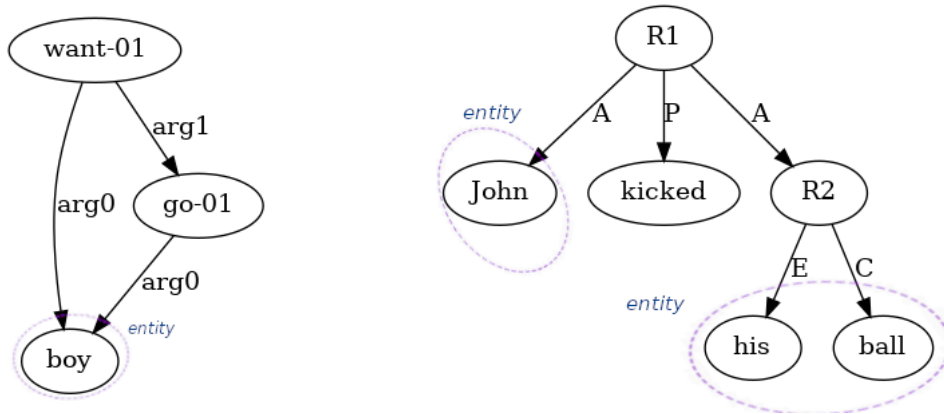 want-01
arg1
arg0
go-01
arg0
boy
entity
R1
A
P
A
entity
John
kicked
R2
E
C
entity
his
ball